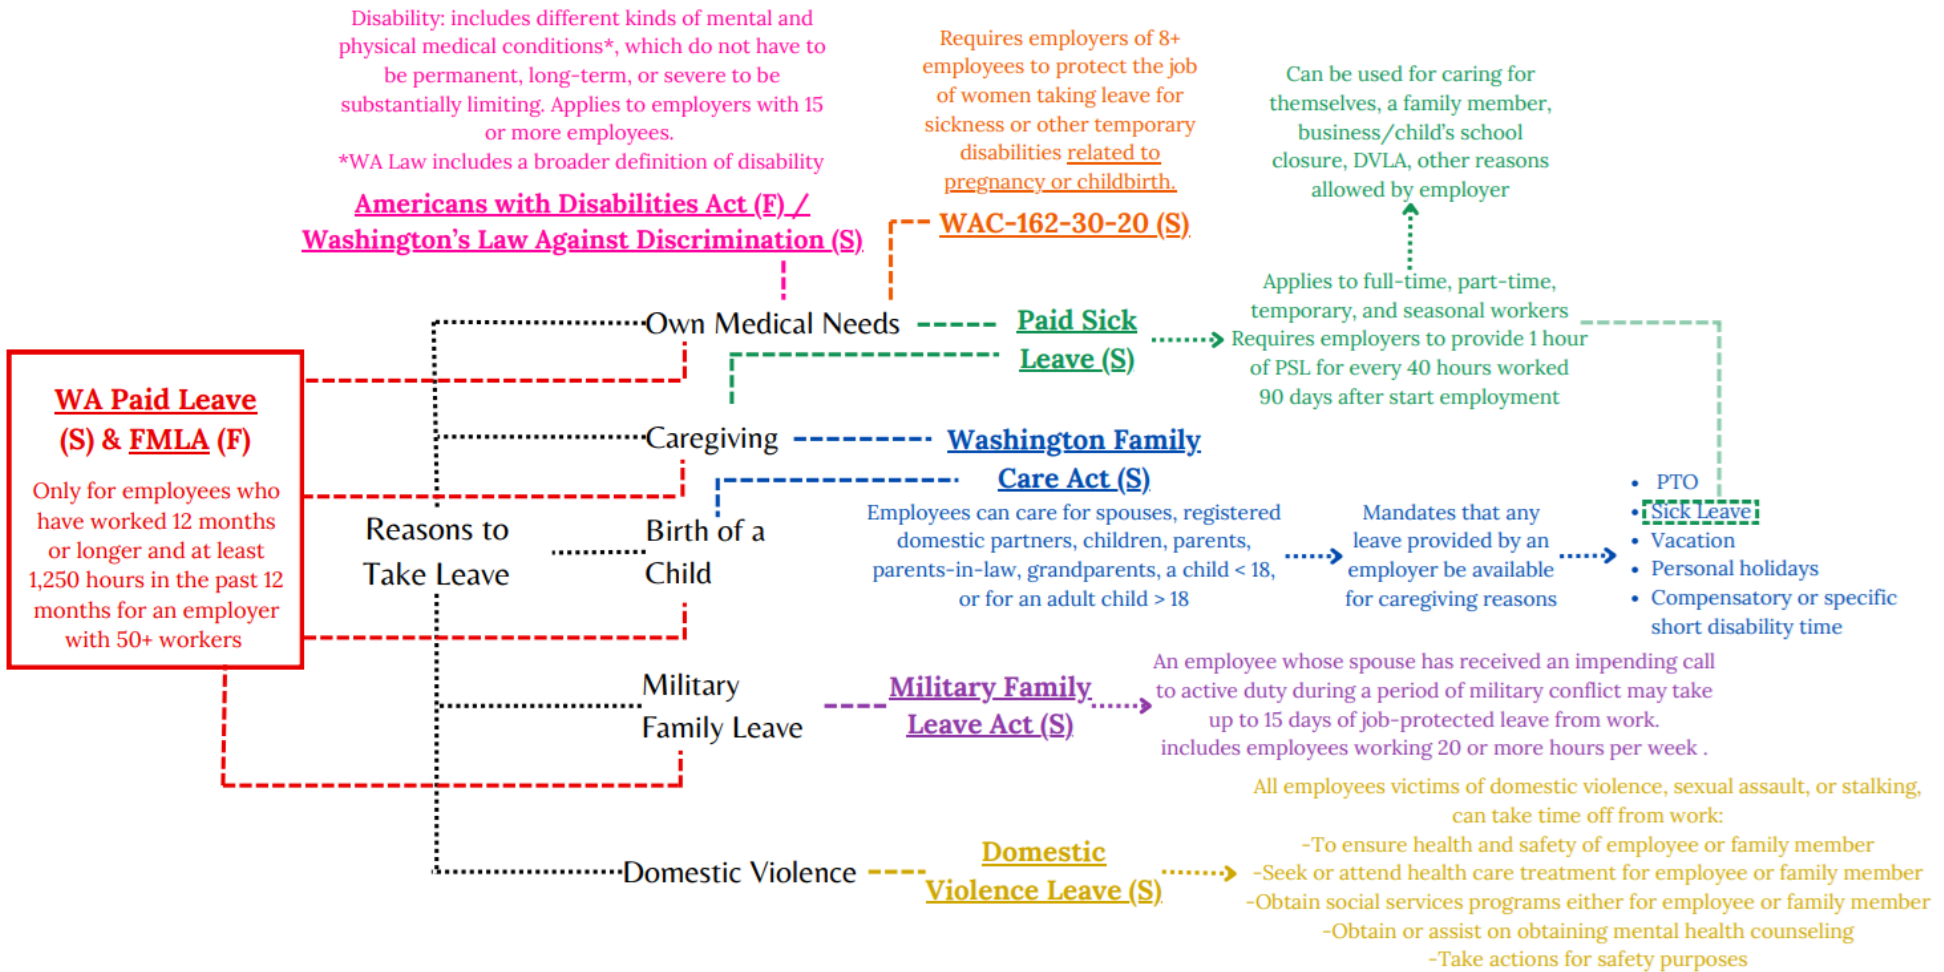 Disability: includes different kinds of mental and
physical medical conditions*, which do not have to
be permanent, long-term, or severe to be
substantially limiting. Applies to employers with 15
or more employees.
*WA Law includes a broader definition of disability
Americans with Disabilities Act (F) /
Washington's Law Against Discrimination (S)
Requires employers of 8+
employees to protect the job
of women taking leave for
sickness or other temporary
disabilities related to
pregnancy or childbirth.
WAC-162-30-20 (S)
Can be used for caring for
themselves, a family member,
business/child's school
closure, DVLA, other reasons
allowed by employer
Applies to full-time, part-time,
temporary, and seasonal workers
Requires employers to provide 1 hour
of PSL for every 40 hours worked
90 days after start employment
Own Medical Needs
Paid Sick
Leave (S)
WA Paid Leave
(S) & FMLA (F)
Only for employees who
have worked 12 months
or longer and at least
1,250 hours in the past 12
months for an employer
with 50+ workers
Reasons to
Take Leave
Caregiving
Washington Family
Care Act (S)
Employees can care for spouses, registered
domestic partners, children, parents,
parents-in-law, grandparents, a child < 18,
or for an adult child > 18
Mandates that any
leave provided by an
employer be available
for caregiving reasons
• PTO
• Sick Leave
• Vacation
• Personal holidays
• Compensatory or specific
short disability time
Birth of a
Child
Military
Family Leave
Military Family
Leave Act (S)
An employee whose spouse has received an impending call
to active duty during a period of military conflict may take
up to 15 days of job-protected leave from work.
includes employees working 20 or more hours per week .
Domestic Violence
Domestic
Violence Leave (S)
All employees victims of domestic violence, sexual assault, or stalking,
can take time off from work:
-To ensure health and safety of employee or family member
-Seek or attend health care treatment for employee or family member
-Obtain social services programs either for employee or family member
-Obtain or assist on obtaining mental health counseling
-Take actions for safety purposes